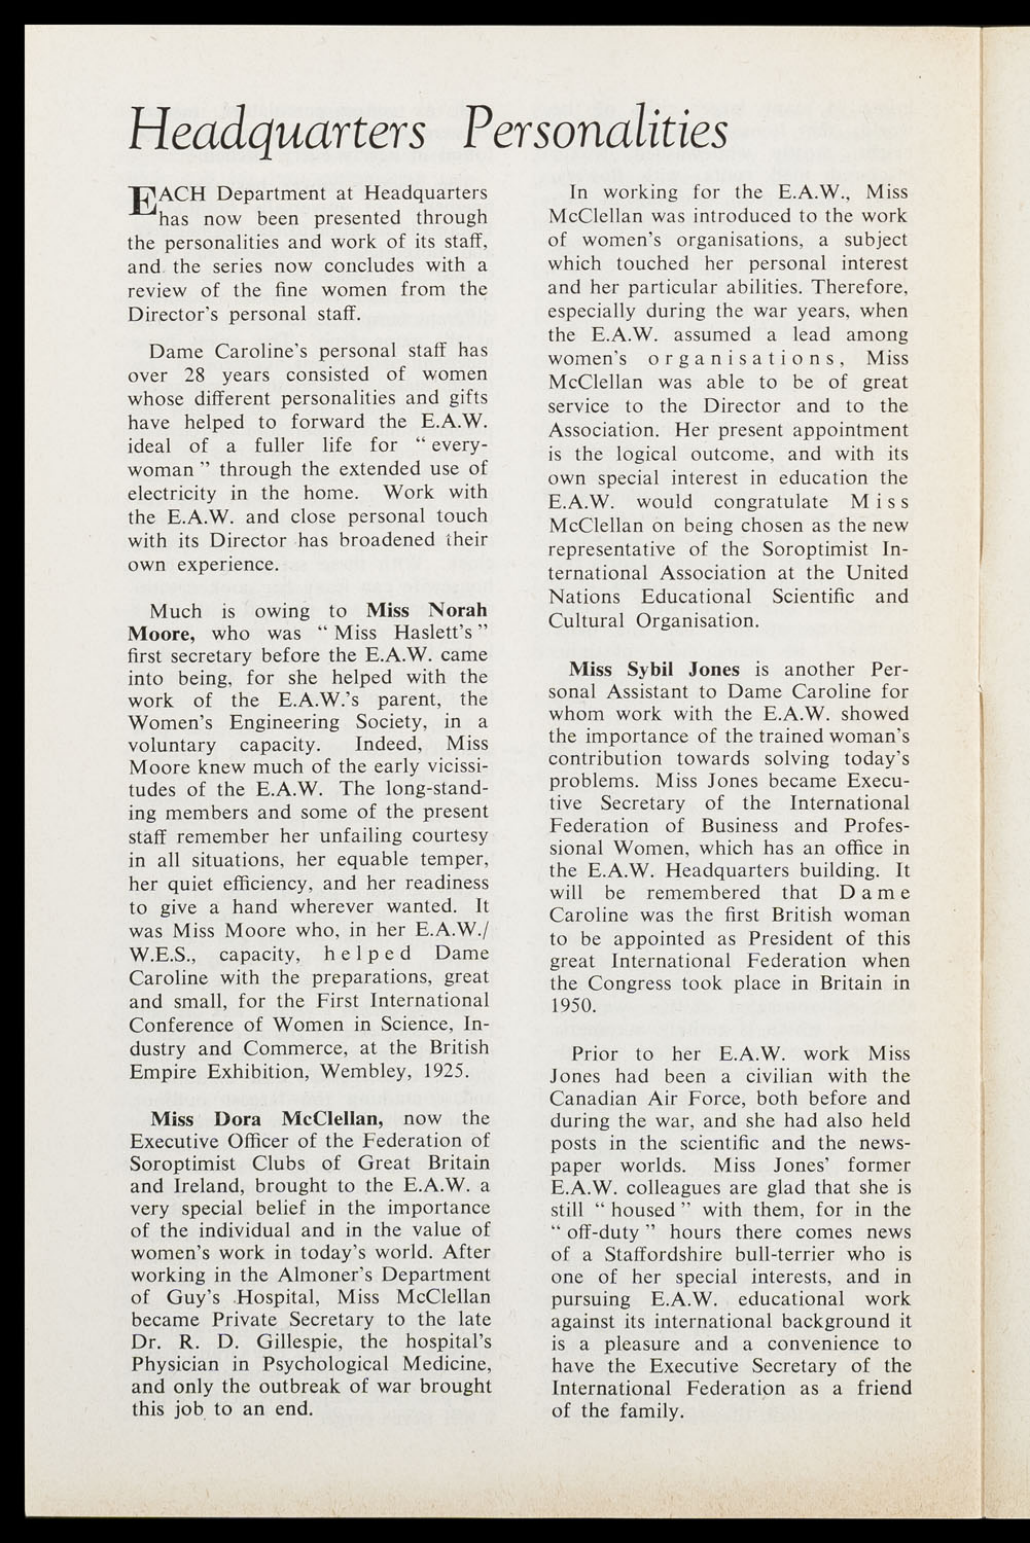 Headquarters Personalities
EACH Department at Headquarters
has now been presented through
the personalities and work of its staff,
and the series now concludes with a
review of the fine women from the
Director's personal staff.
Dame Caroline's personal staff has
over 28 years consisted of women
whose different personalities and gifts
have helped to forward the E.A.W.
ideal of a fuller life for "every-
woman" through the extended use of
electricity in the home. Work with
the E.A.W. and close personal touch
with its Director has broadened their
own experience.
Much is owing to Miss Norah
Moore, who was "Miss Haslett's"
first secretary before the E.A.W. came
into being, for she helped with the
work of the E.A.W.'s parent, the
Women's Engineering Society, in a
voluntary capacity. Indeed, Miss
Moore knew much of the early vicissi-
tudes of the E.A.W. The long-stand-
ing members and some of the present
staff remember her unfailing courtesy
in all situations, her equable temper,
her quiet efficiency, and her readiness
to give a hand wherever wanted. It
was Miss Moore who, in her E.A.W./
W.E.S., capacity, helped Dame
Caroline with the preparations, great
and small, for the First International
Conference of Women in Science, In-
dustry and Commerce, at the British
Empire Exhibition, Wembley, 1925.
Miss Dora McClellan, now the
Executive Officer of the Federation of
Soroptimist Clubs of Great Britain
and Ireland, brought to the E.A.W. a
very special belief in the importance
of the individual and in the value of
women's work in today's world. After
working in the Almoner's Department
of Guy's Hospital, Miss McClellan
became Private Secretary to the late
Dr. R. D. Gillespie, the hospital's
Physician in Psychological Medicine,
and only the outbreak of war brought
this job to an end.
In working for the E.A.W., Miss
McClellan was introduced to the work
of women's organisations, a subject
which touched her personal interest
and her particular abilities. Therefore,
especially during the war years, when
the E.A.W. assumed a lead among
women's organisations, Miss
McClellan was able to be of great
service to the Director and to the
Association. Her present appointment
is the logical outcome, and with its
own special interest in education the
E.A.W. would congratulate Miss
McClellan on being chosen as the new
representative of the Soroptimist In-
ternational Association at the United
Nations Educational Scientific and
Cultural Organisation.
Miss Sybil Jones is another Per-
sonal Assistant to Dame Caroline for
whom work with the E.A.W. showed
the importance of the trained woman's
contribution towards solving today's
problems. Miss Jones became Execu-
tive Secretary of the International
Federation of Business and Profes-
sional Women, which has an office in
the E.A.W. Headquarters building. It
will be remembered that Dame
Caroline was the first British woman
to be appointed as President of this
great International Federation when
the Congress took place in Britain in
1950.
Prior to her E.A.W. work Miss
Jones had been a civilian with the
Canadian Air Force, both before and
during the war, and she had also held
posts in the scientific and the news-
paper worlds. Miss Jones' former
E.A.W. colleagues are glad that she is
still "housed" with them, for in the
"off-duty" hours there comes news
of a Staffordshire bull-terrier who is
one of her special interests, and in
pursuing E.A.W. educational work
against its international background it
is a pleasure and a convenience to
have the Executive Secretary of the
International Federation as a friend
of the family.